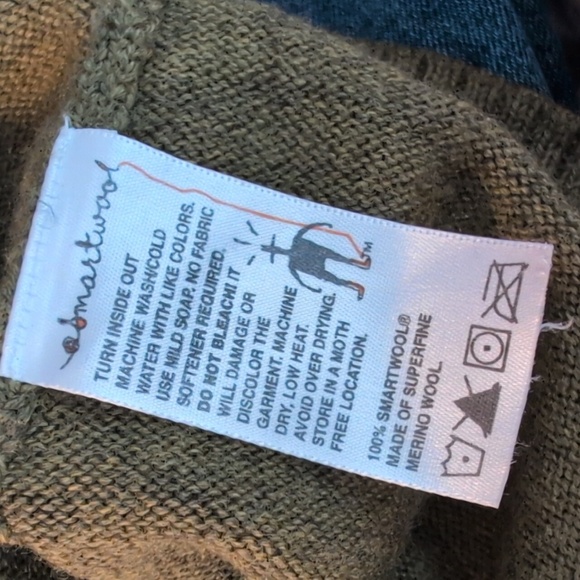 smartwool
TURN INSIDE OUT
MACHINE WASH/COLD
WATER WITH LIKE COLORS.
USE MILD SOAP. NO FABRIC
SOFTENER REQUIRED.
DO NOT BLEACH! IT
WILL DAMAGE OR
DISCOLOR THE
GARMENT. MACHINE
DRY, LOW HEAT.
AVOID OVER DRYING.
STORE IN A MOTH
FREE LOCATION.
TM
100% SMARTWOOL®
MADE OF SUPERFINE
MERINO WOOL.